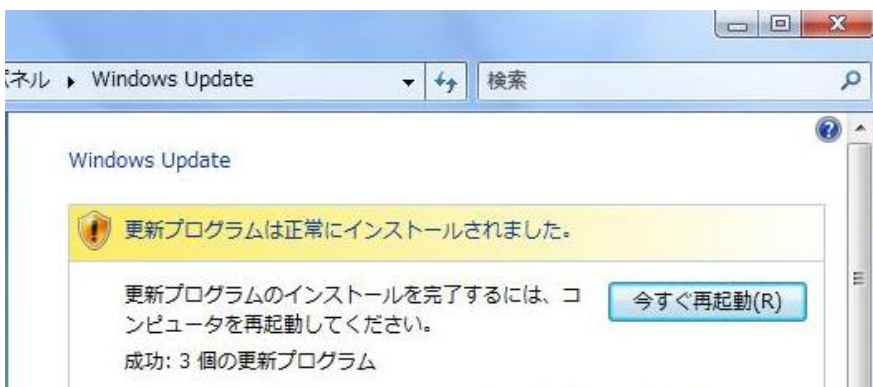 ネル ▸ Windows Update
検索
Windows Update
更新プログラムは正常にインストールされました。
更新プログラムのインストールを完了するには、コ
ンピュータを再起動してください。
今すぐ再起動(R)
成功: 3 個の更新プログラム